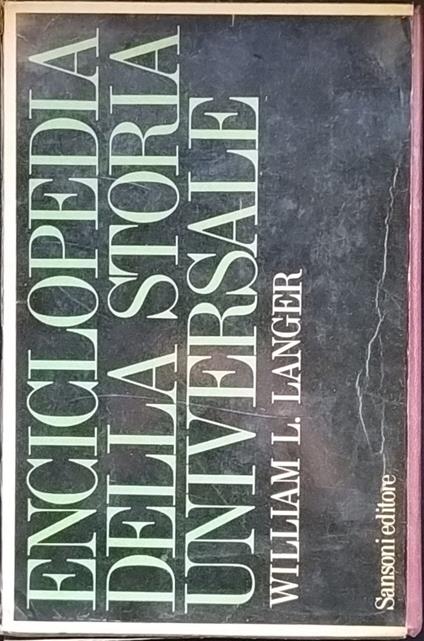 ENCICLOPEDIA
DELLA STORIA
UNIVERSALE
WILLIAM L. LANGER
Sansoni editore